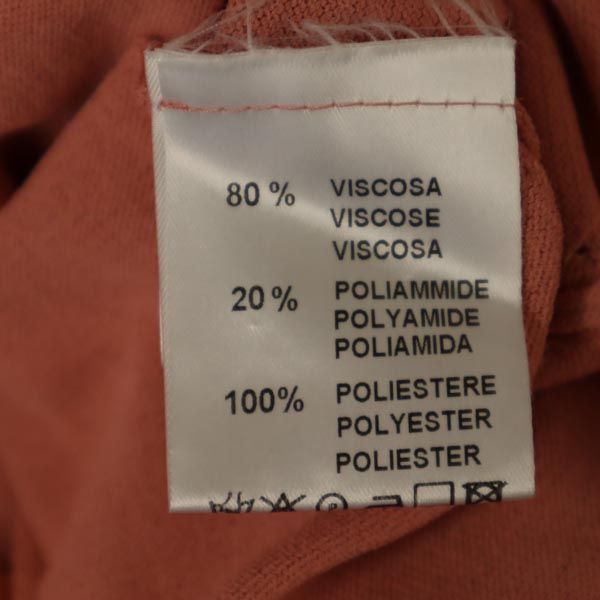 80 % VISCOSA
VISCOSE
VISCOSA
20 % POLIAMMIDE
POLYAMIDE
POLIAMIDA
100% POLIESTERE
POLYESTER
POLIESTER